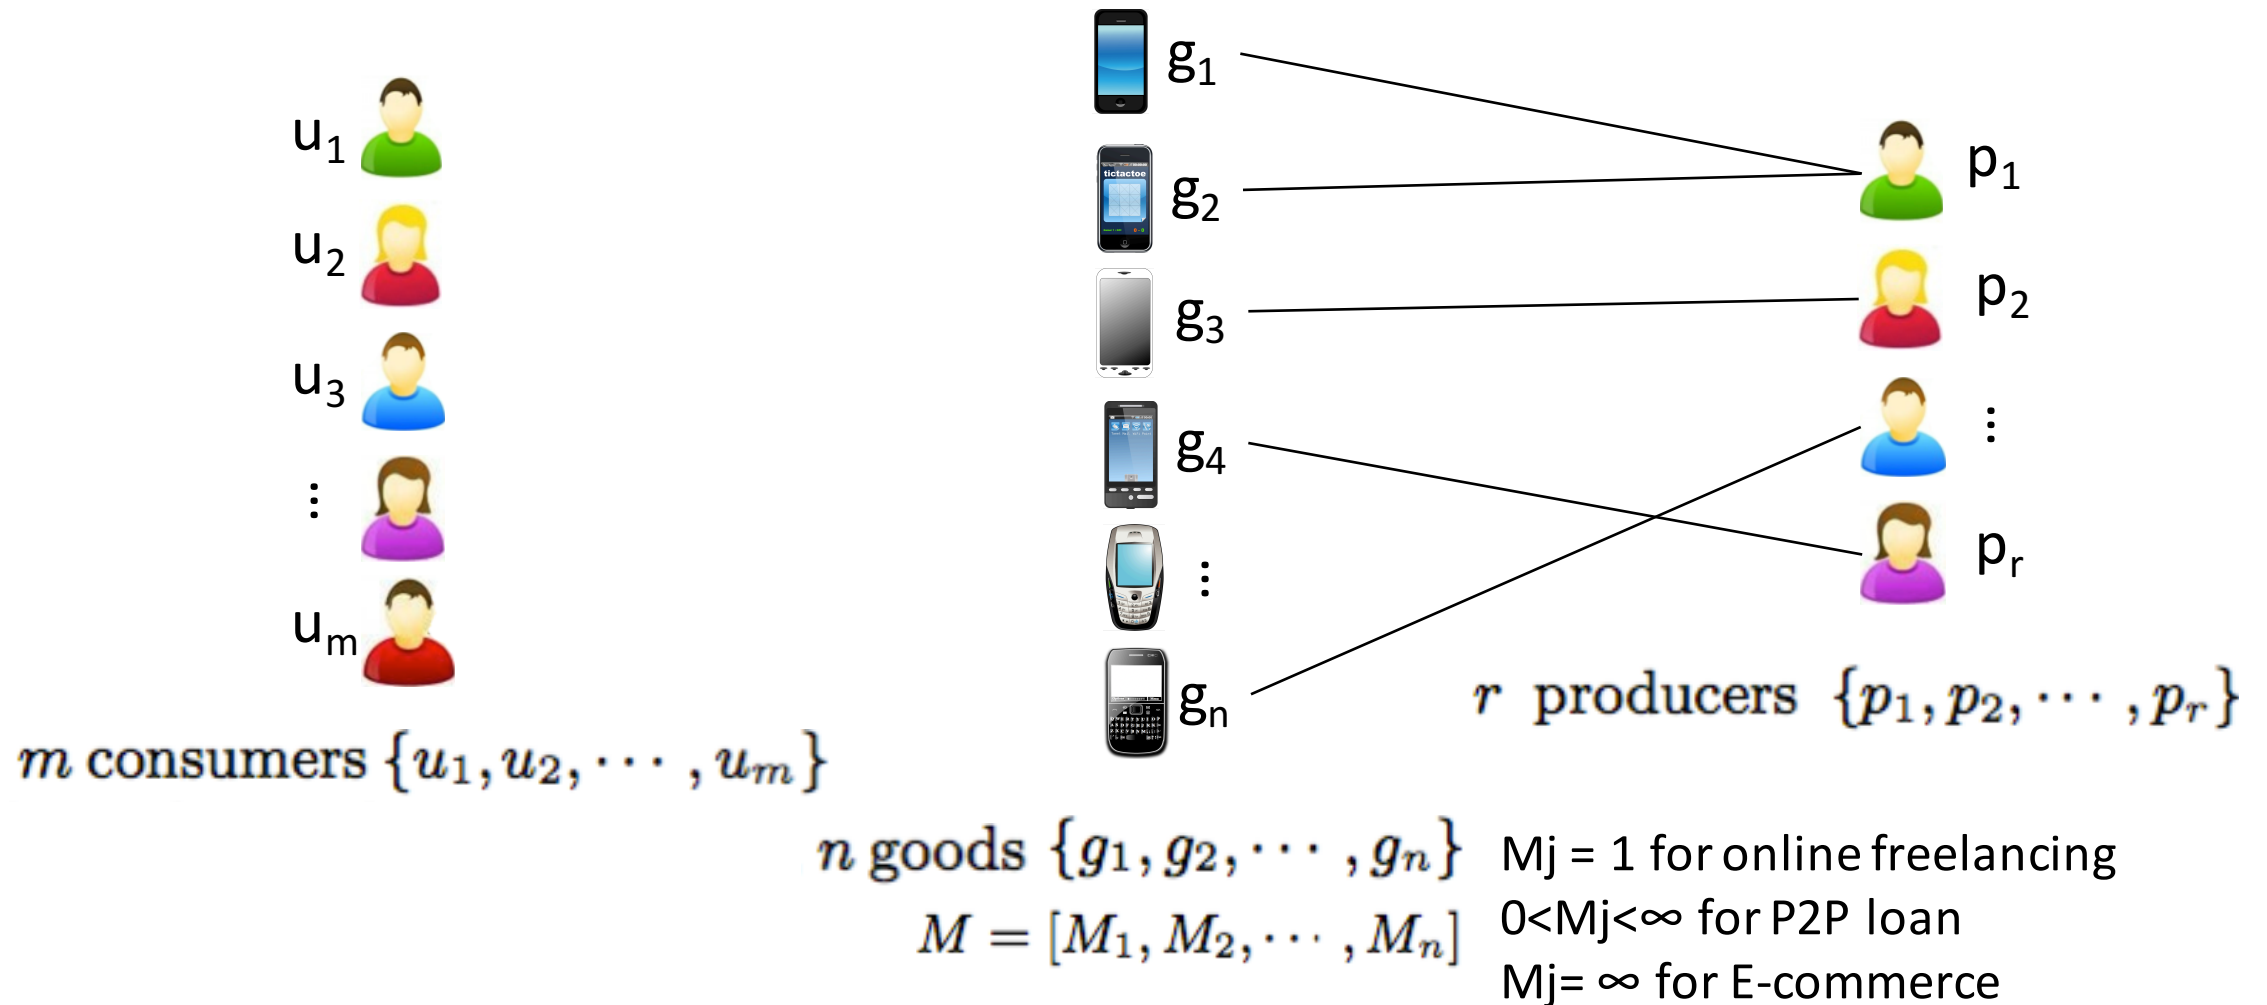 u1
u2
u3
⋮
um
m consumers {u1, u2, ⋯ , um}
g1
tictactoe
g2
g3
g4
⋮
gn
n goods {g1, g2, ⋯ , gn}
M = [M1, M2, ⋯ , Mn]
p1
p2
⋮
pr
r producers {p1, p2, ⋯ , pr}
Mj = 1 for online freelancing
0<Mj<∞ for P2P loan
Mj= ∞ for E-commerce